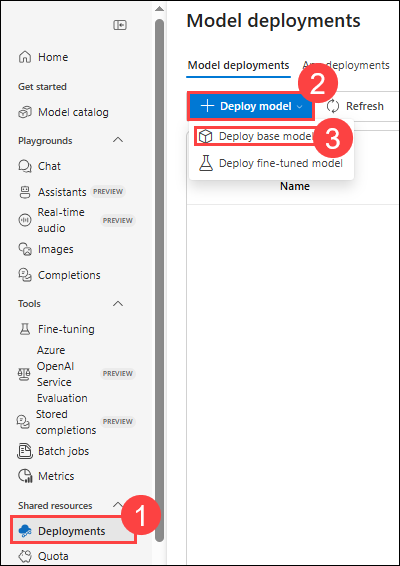 Home
Get started
Model catalog
Playgrounds
Chat
Assistants PREVIEW
Real-time
audio PREVIEW
Images
Completions
Tools
Fine-tuning
Azure
OpenAI
Service PREVIEW
Evaluation
Stored
completions PREVIEW
Batch jobs
Metrics
Shared resources
1
Deployments
Quota
Model deployments
Model deployments deployments
2
Deploy model Refresh
Deploy base model
3
Deploy fine-tuned model
Name